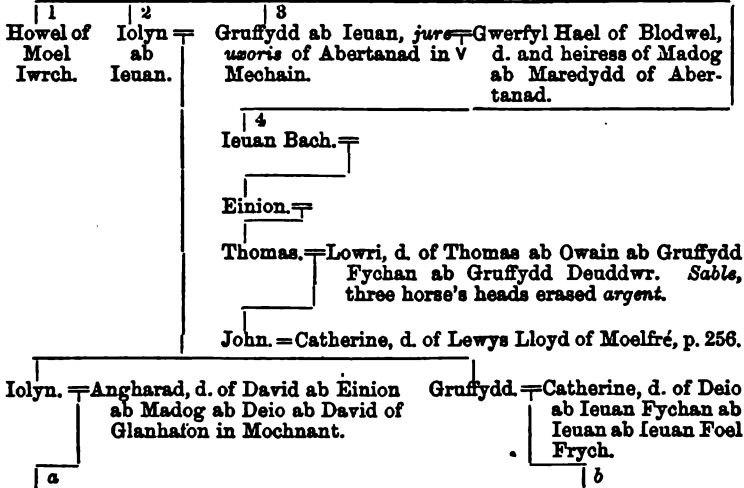 1 2 3
Howel of Iolyn = Gruffydd ab Ieuan, jure = Gwerfyl Hael of Blodwel,
Moel ab uxoris of Abertanad in V d. and heiress of Madog
Iwrch. Ieuan. Mechain. ab Maredydd of Aber-
tanad.
4
Ieuan Bach. =
Einion. =
Thomas. = Lowri, d. of Thomas ab Owain ab Gruffydd
Fychan ab Gruffydd Deuddwr. Sable,
three horse's heads erased argent.
John. = Catherine, d. of Lewys Lloyd of Moelfré, p. 256.
Iolyn. = Angharad, d. of David ab Einion Gruffydd. = Catherine, d. of Deio
ab Madog ab Deio ab David of ab Ieuan Fychan ab
Glanhafon in Mochnant. Ieuan ab Ieuan Foel
Frych.
a b